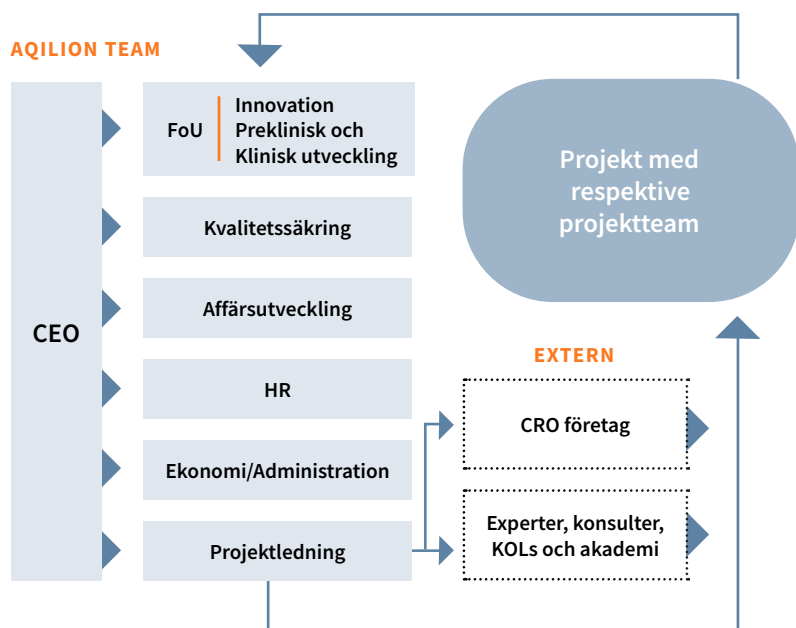 AQILION TEAM
CEO
FoU
Innovation
Preklinisk och
Klinisk utveckling
Kvalitetssäkring
Affärsutveckling
HR
Ekonomi/Administration
Projektledning
Projekt med
respektive
projektteam
EXTERN
CRO företag
Experter, konsulter,
KOLs och akademi